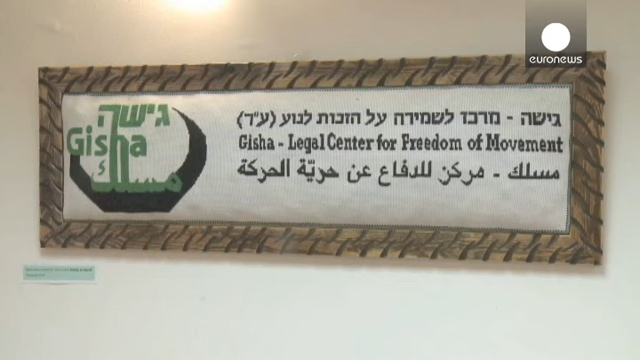 euronews
גישה
Gisha
مسلك
גישה - מרכז לשמירה על הזכות לנוע (ע"ר)
Gisha - Legal Center for Freedom of Movement
مسلك - مركز للدفاع عن حريّة الحركة